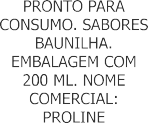 PRONTO PARA
CONSUMO. SABORES
BAUNILHA.
EMBALAGEM COM
200 ML. NOME
COMERCIAL:
PROLINE